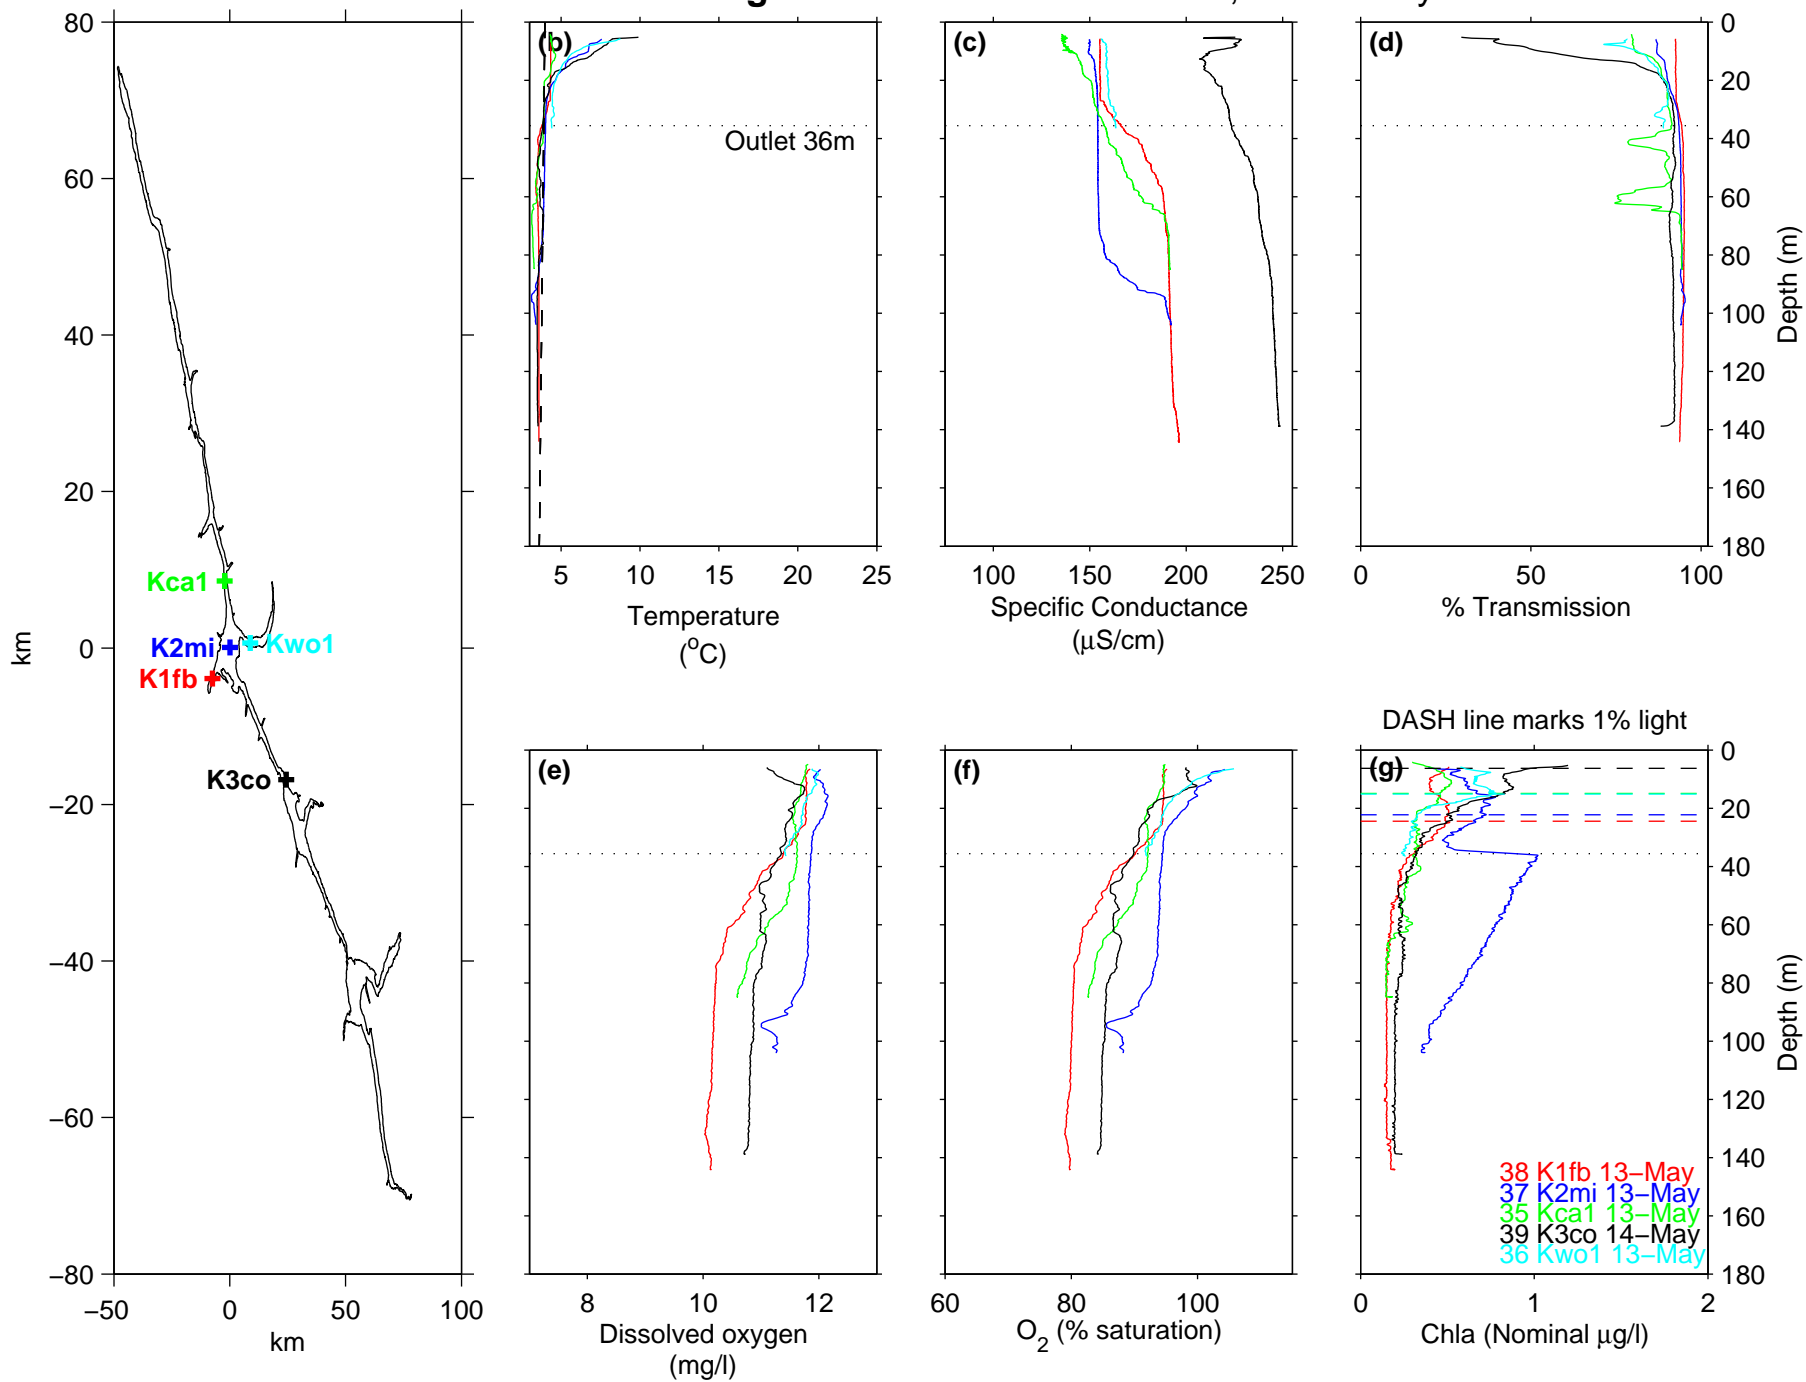 80
60
40
20
0
−20
−40
−60
−80
km
−50 0 50 100
km
Kca1
K2mi
Kwo1
K1fb
K3co
(b)
Outlet 36m
5 10 15 20 25
Temperature
(oC)
(c)
100 150 200 250
Specific Conductance
(μS/cm)
(d)
0 50 100
% Transmission
0
20
40
60
80
100
120
140
160
180
Depth (m)
(e)
8 10 12
Dissolved oxygen
(mg/l)
(f)
60 80 100
O2 (% saturation)
DASH line marks 1% light
(g)
38 K1fb 13−May
37 K2mi 13−May
35 Kca1 13−May
39 K3co 14−May
36 Kwo1 13−May
0 1 2
Chla (Nominal μg/l)
0
20
40
60
80
100
120
140
160
180
Depth (m)